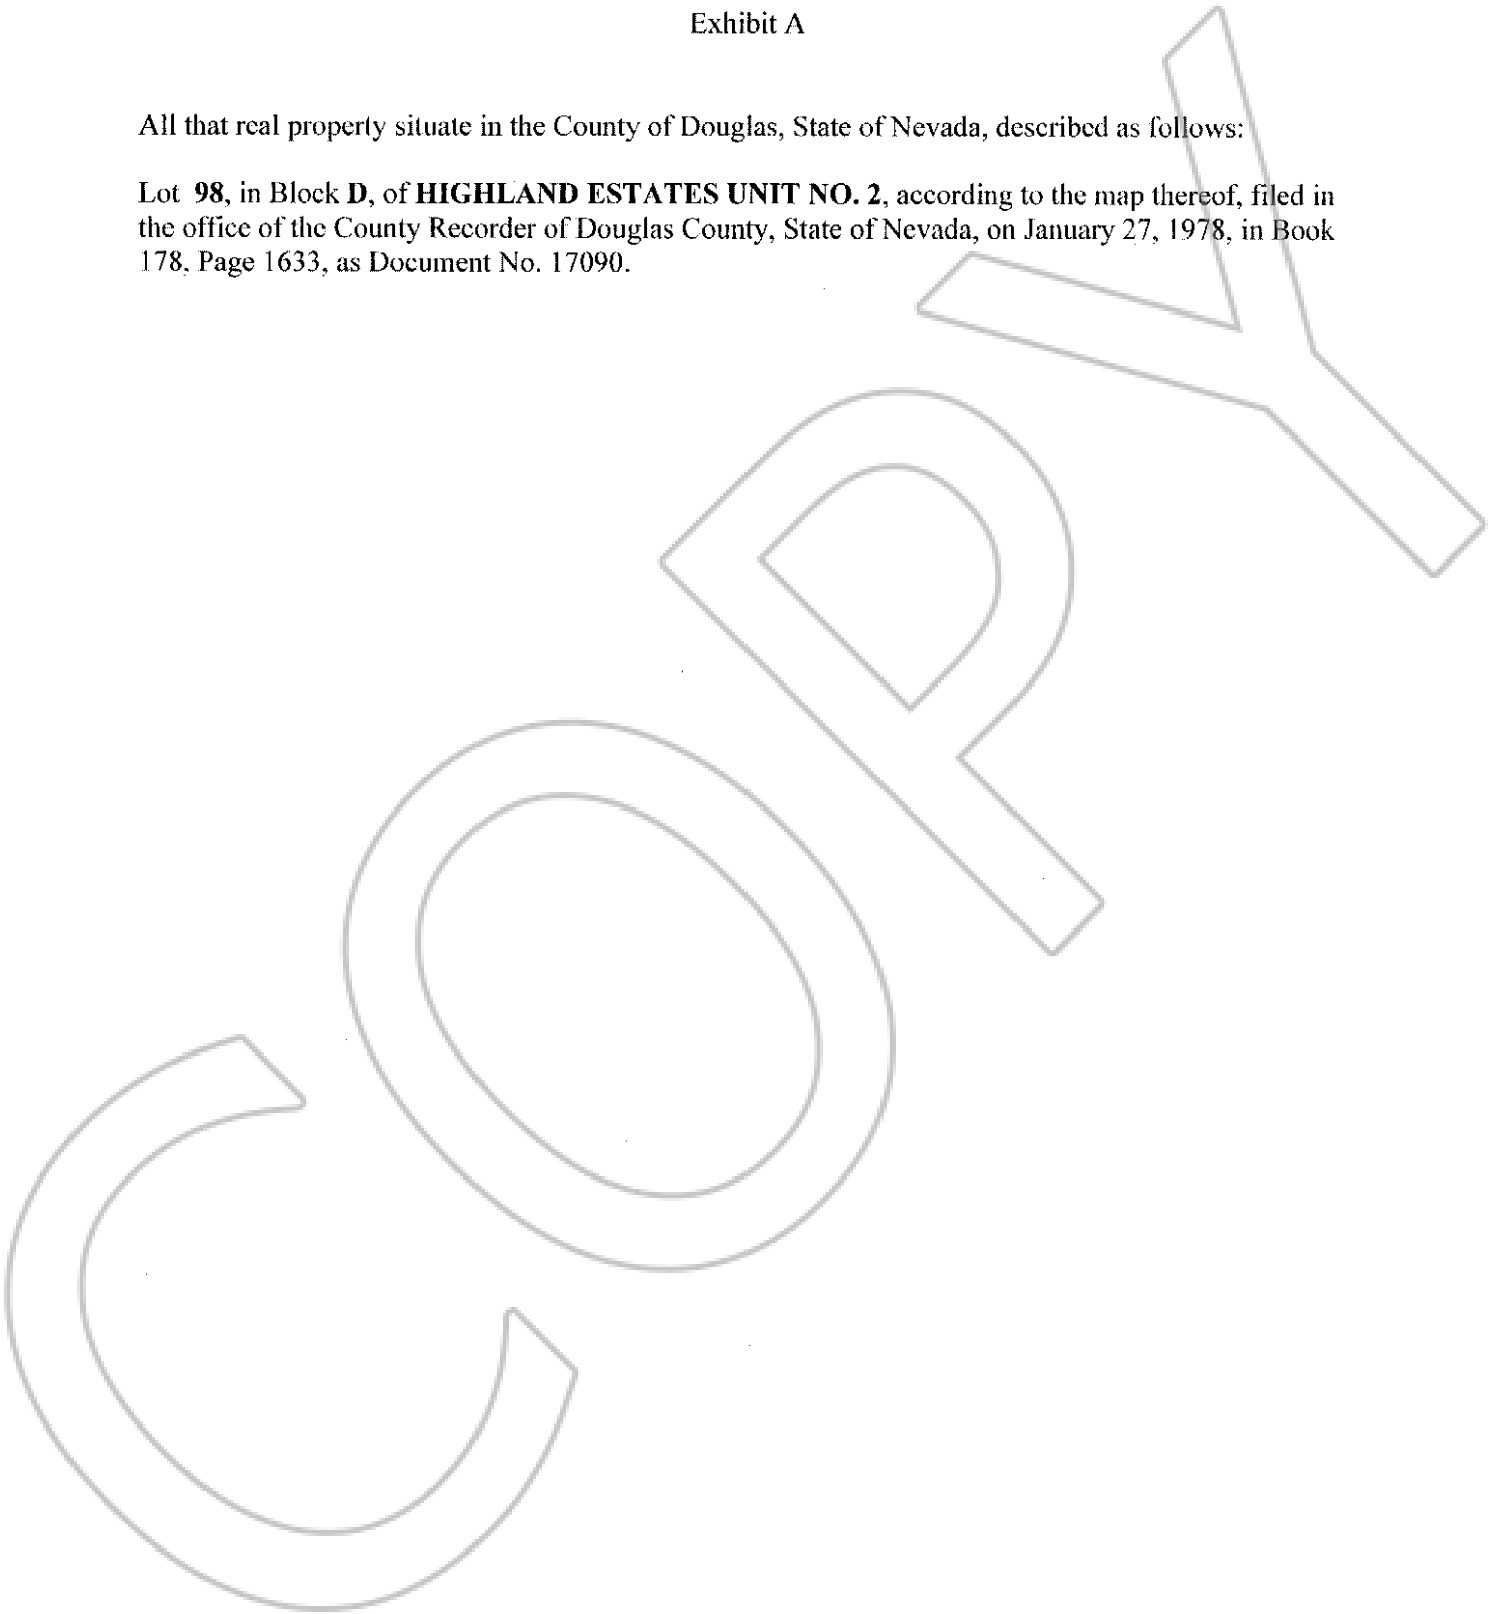 Exhibit A
All that real property situate in the County of Douglas, State of Nevada, described as follows:
Lot 98, in Block D, of HIGHLAND ESTATES UNIT NO. 2, according to the map thereof, filed in
the office of the County Recorder of Douglas County, State of Nevada, on January 27, 1978, in Book
178, Page 1633, as Document No. 17090.
COPY